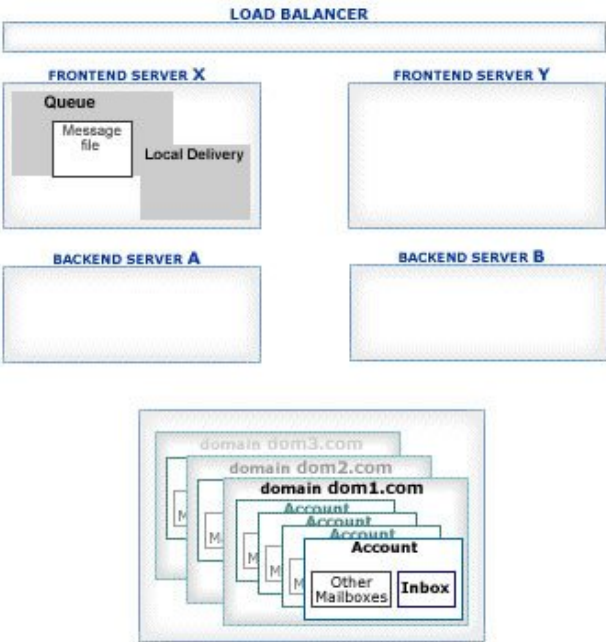 LOAD BALANCER
FRONTEND SERVER X
FRONTEND SERVER Y
Queue
Message
file
Local Delivery
BACKEND SERVER A
BACKEND SERVER B
domain dom3.com
domain dom2.com
domain dom1.com
Account
Account
Account
Account
M
M
M
M
M
Other
Mailboxes
Inbox